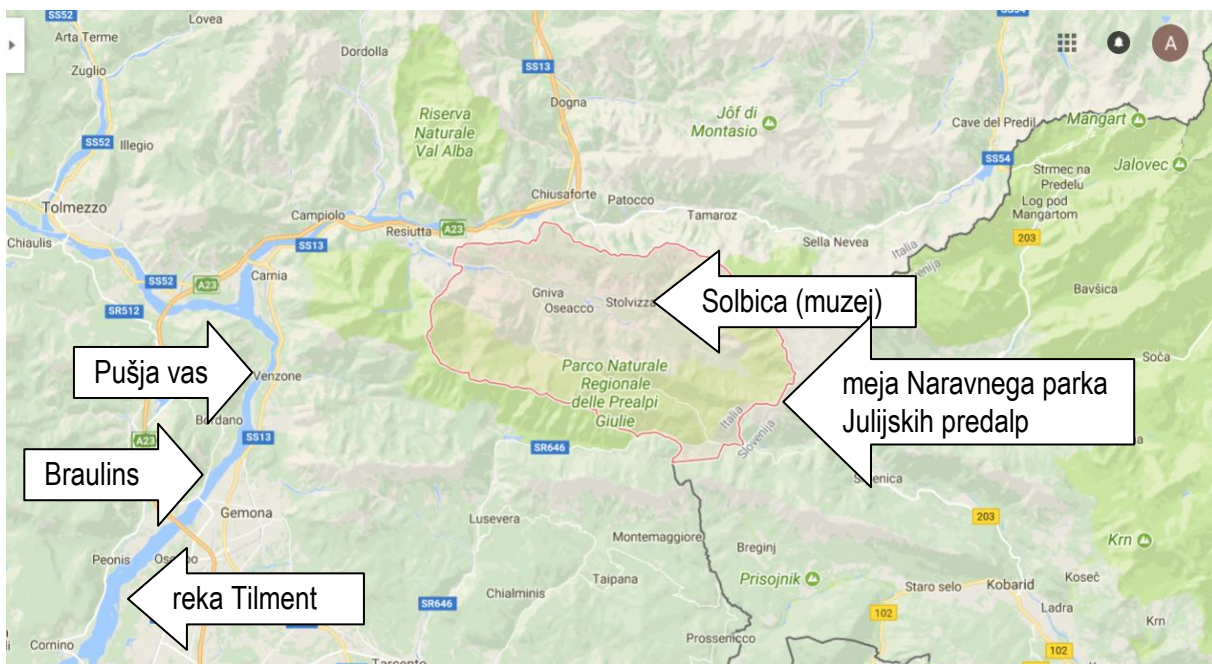 SS52
Lovea
SS54
Arta Terme
Dordolla
A
Zuglio
SS13
Dogna
Riserva
Naturale
Val Alba
Jôf di
Montasio
Cave del Predil
Mangart
SS52
Illegio
SS54
Strmec na
Predelu
Jalovec
Chiusaforte
Patocco
Log pod
Mangartom
Tolmezzo
Campiolo
Tamaroz
Resiutta
A23
203
Chiaulis
SS13
Sella Nevea
Italia
Slovenija
SS52
A23
Carnia
Bavšica
Gniva
Oseacco
Stolvizza
Solbica (muzej)
SR512
Pušja vas
Venzone
Parco Naturale
Regionale
delle Prealpi
Giulie
meja Naravnega parka
Julijskih predalp
Soča
Bordano
A23
SS13
Italia
Slovenija
SR646
Braulins
Gemona
Lusevera
203
Montemaggiore
Breginj
Krn
Peonis
reka Tilment
Taipana
Prisojnik
Staro selo
Kobarid
Koseč
Chialminis
SR646
Ladra
102
Krn
Cornino
Prossenicco
102
Tarcento